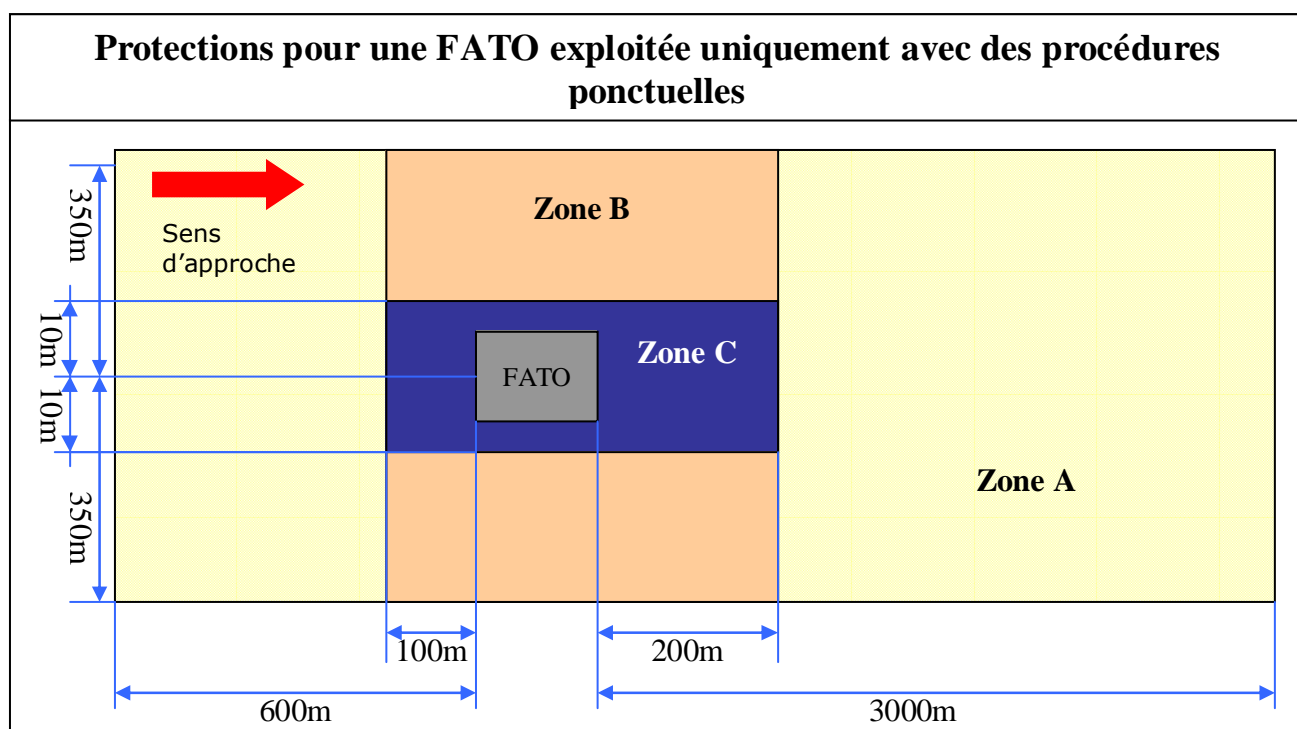 Protections pour une FATO exploitée uniquement avec des procédures
ponctuelles
Sens
d’approche
Zone B
Zone C
FATO
Zone A
350m
10m
10m
350m
100m
200m
600m
3000m